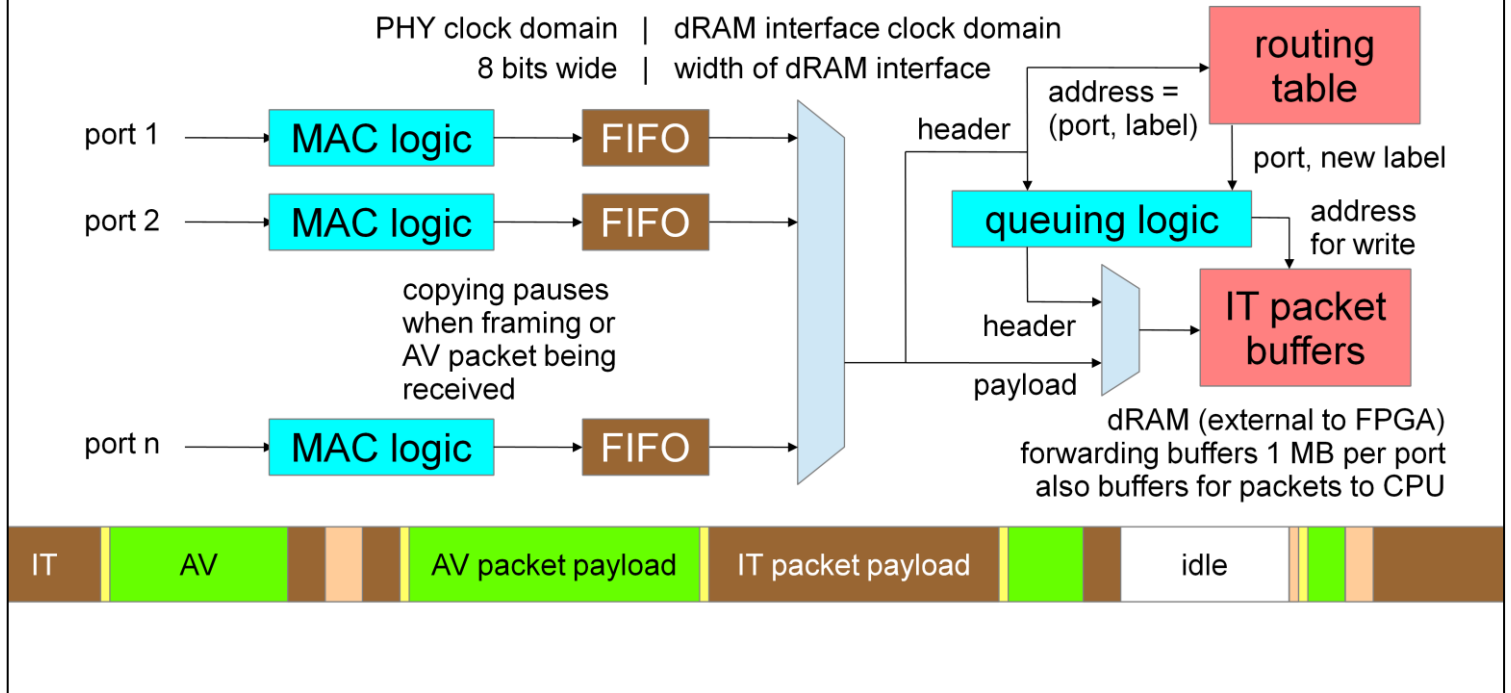 PHY clock domain | dRAM interface clock domain
8 bits wide | width of dRAM interface
port 1
MAC logic
FIFO
port 2
MAC logic
FIFO
copying pauses
when framing or
AV packet being
received
port n
MAC logic
FIFO
header
address =
(port, label)
routing
table
port, new label
queuing logic
address
for write
header
payload
IT packet
buffers
dRAM (external to FPGA)
forwarding buffers 1 MB per port
also buffers for packets to CPU
IT
AV
AV packet payload
IT packet payload
idle